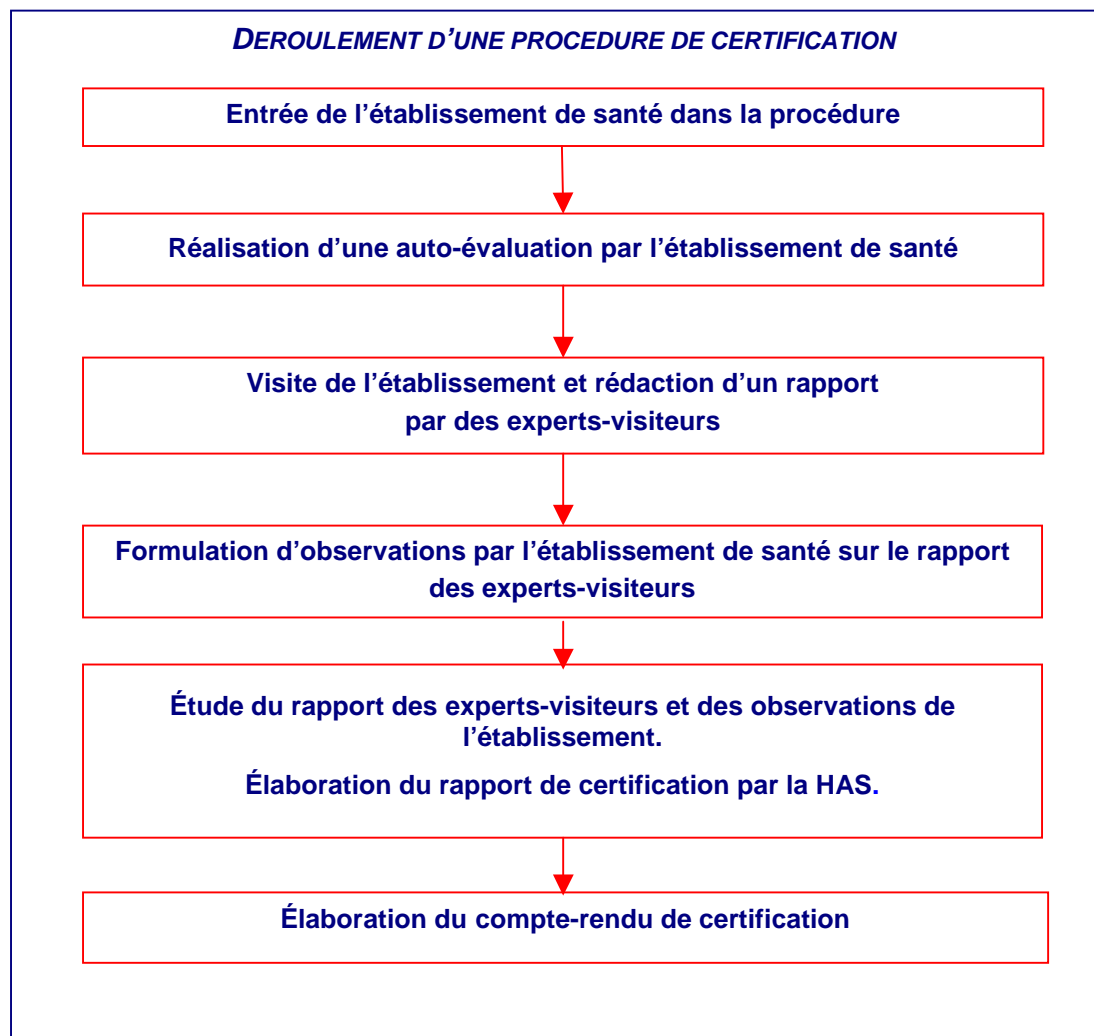 DEROULEMENT D’UNE PROCEDURE DE CERTIFICATION
Entrée de l’établissement de santé dans la procédure
Réalisation d’une auto-évaluation par l’établissement de santé
Visite de l’établissement et rédaction d’un rapport
par des experts-visiteurs
Formulation d’observations par l’établissement de santé sur le rapport
des experts-visiteurs
Étude du rapport des experts-visiteurs et des observations de
l’établissement.
Élaboration du rapport de certification par la HAS.
Élaboration du compte-rendu de certification